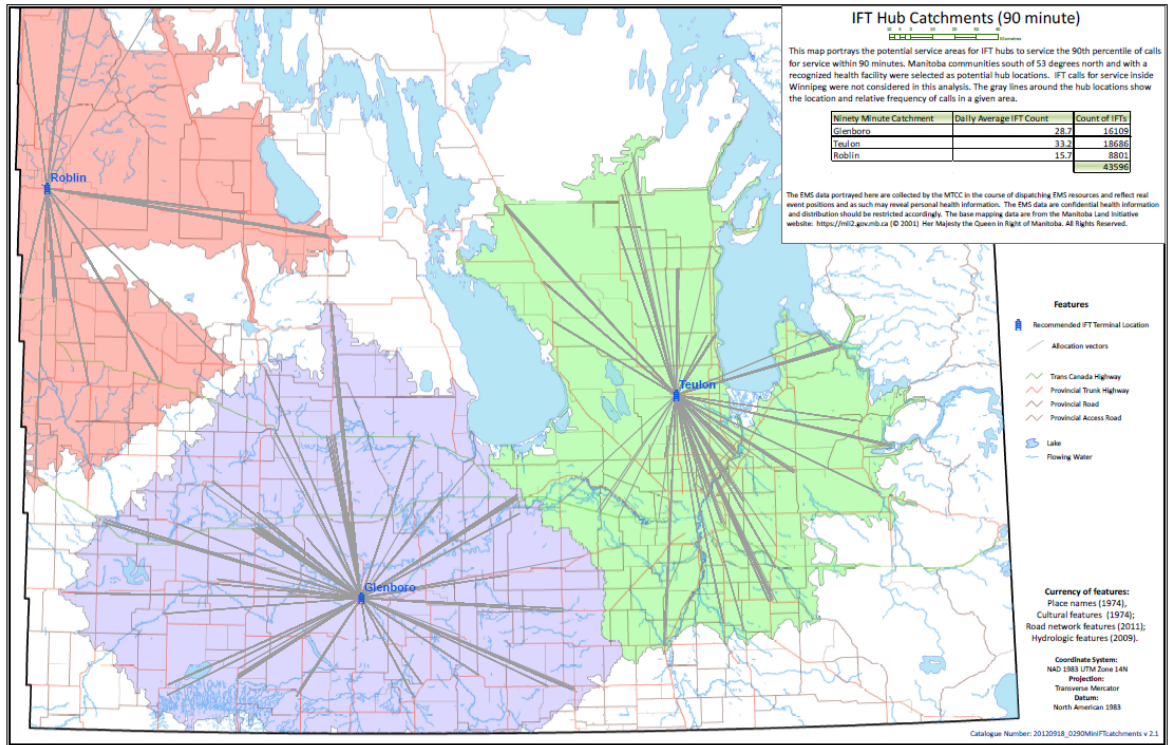 IFT Hub Catchments (90 minute)
Kilometres
This map portrays the potential service areas for IFT hubs to service the 90th percentile of calls
for service within 90 minutes. Manitoba communities south of 53 degrees north and with a
recognized health facility were selected as potential hub locations. IFT calls for service inside
Winnipeg were not considered in this analysis. The gray lines around the hub locations show
the location and relative frequency of calls in a given area.
Ninety Minute Catchment Daily Average IFT Count Count of IFTs
Glenboro 28.7 16109
Teulon 33.2 18686
Roblin 15.7 8801
43596
The EMS data portrayed here are collected by the MTCC in the course of dispatching EMS resources and reflect real
event positions and as such may reveal personal health information. The EMS data are confidential health information
and distribution should be restricted accordingly. The base mapping data are from the Manitoba Land Initiative
website: https://mli2.gov.mb.ca (© 2001) Her Majesty the Queen in Right of Manitoba. All Rights Reserved.
Roblin
Teulon
Glenboro
Features
Recommended IFT Terminal Location
Allocation vectors
Trans Canada Highway
Provincial Trunk Highway
Provincial Road
Provincial Access Road
Lake
Flowing Water
Currency of features:
Place names (1974),
Cultural features (1974);
Road network features (2011);
Hydrologic features (2009).
Coordinate System:
NAD 1983 UTM Zone 14N
Projection:
Transverse Mercator
Datum:
North American 1983
Catalogue Number: 20120918_0290MiniIFTcatchments v 2.1